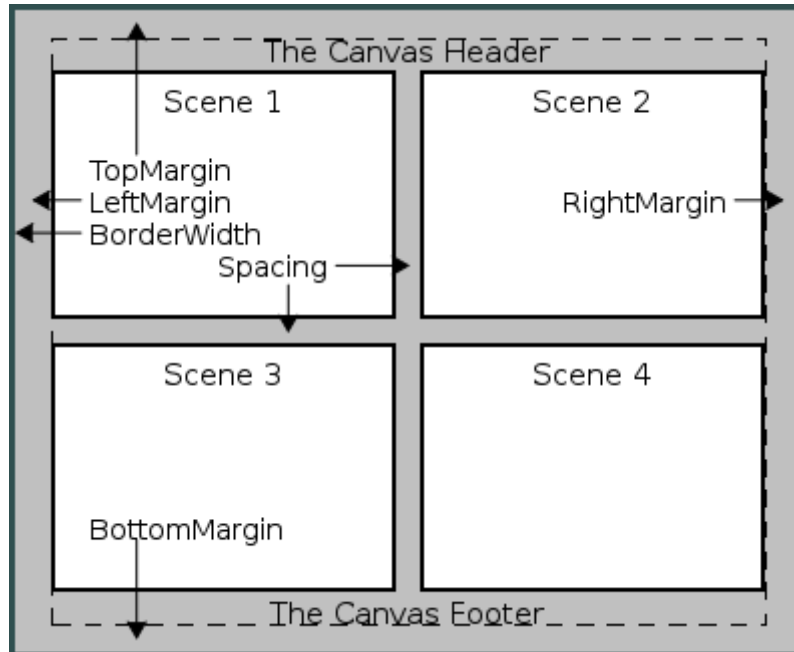 The Canvas Header
Scene 1
Scene 2
TopMargin
LeftMargin
RightMargin
BorderWidth
Spacing
Scene 3
Scene 4
BottomMargin
The Canvas Footer